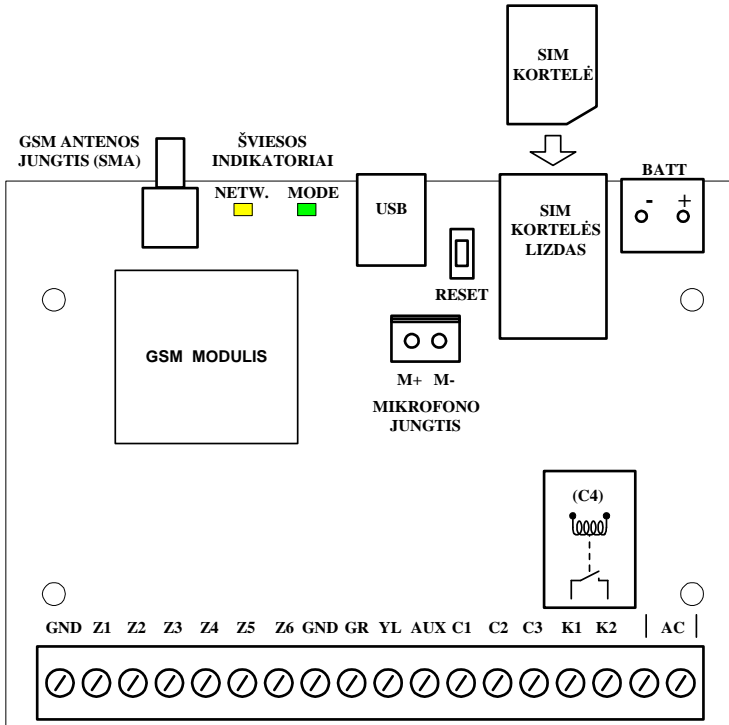 SIM
KORTELĖ
GSM ANTENOS
JUNGTIS (SMA)
ŠVIESOS
INDIKATORIAI
NETW. MODE
USB
SIM
KORTELĖS
LIZDAS
BATT
- +
RESET
GSM MODULIS
M+ M-
MIKROFONO
JUNGTIS
(C4)
GND Z1 Z2 Z3 Z4 Z5 Z6 GND GR YL AUX C1 C2 C3 K1 K2 | AC |